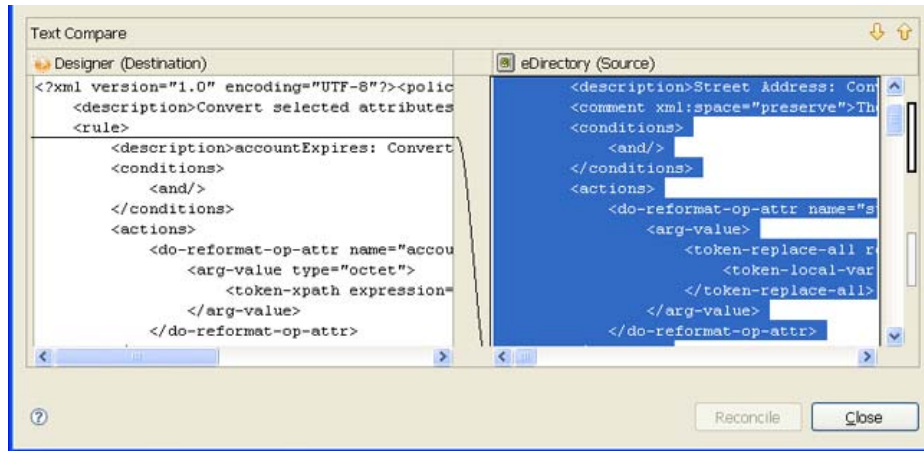 Text Compare
Designer (Destination)
<?xml version="1.0" encoding="UTF-8"?><polic
<description>Convert selected attributes
<rule>
<description>accountExpires: Convert
<conditions>
<and/>
</conditions>
<actions>
<do-reformat-op-attr name="accou
<arg-value type="octet">
<token-xpath expression=
</arg-value>
</do-reformat-op-attr>
eDirectory (Source)
<description>Street Address: Con
<comment xml:space="preserve">Th
<conditions>
<and/>
</conditions>
<actions>
<do-reformat-op-attr name="s
<arg-value>
<token-replace-all r
<token-local-var
</token-replace-all>
</arg-value>
</do-reformat-op-attr>
Reconcile
Close